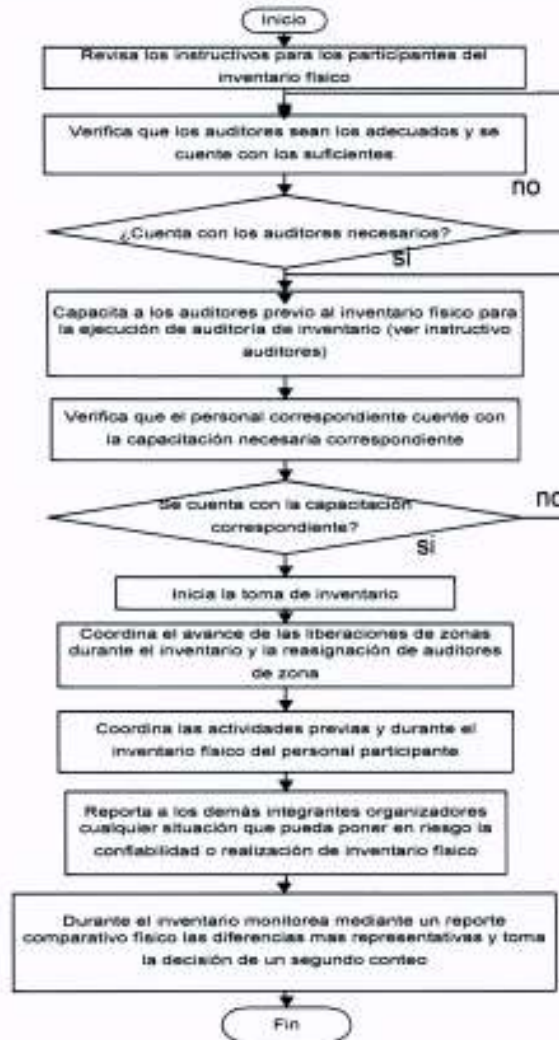 Inicio
Revisa los instructivos para los participantes del
inventario físico
Verifica que los auditores sean los adecuados y se
cuente con los suficientes
no
¿Cuenta con los auditores necesarios?
si
Capacita a los auditores previo al inventario físico para
la ejecución de auditoría de inventario (ver instructivo
auditores)
Verifica que el personal correspondiente cuente con
la capacitación necesaria correspondiente
Se cuenta con la capacitación
correspondiente?
no
si
Inicia la toma de inventario
Coordina el avance de las liberaciones de zonas
durante el inventario y la reasignación de auditores
de zona
Coordina las actividades previas y durante el
inventario físico del personal participante
Reporta a los demás integrantes organizadores
cualquier situación que pueda poner en riesgo la
confiabilidad o realización de inventario físico
Durante el inventario monitorea mediante un reporte
comparativo físico las diferencias mas representativas y toma
la decisión de un segundo conteo
Fin